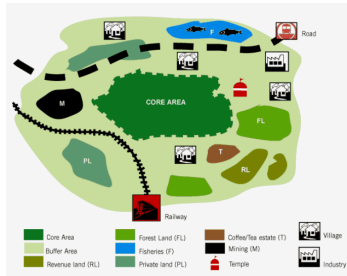 F
Road
M
CORE AREA
FL
PL
T
RL
Railway
Core Area
Buffer Area
Revenue land (RL)
Forest Land (FL)
Fisheries (F)
Private land (PL)
Coffee/Tea estate (T)
Mining (M)
Temple
Village
Industry